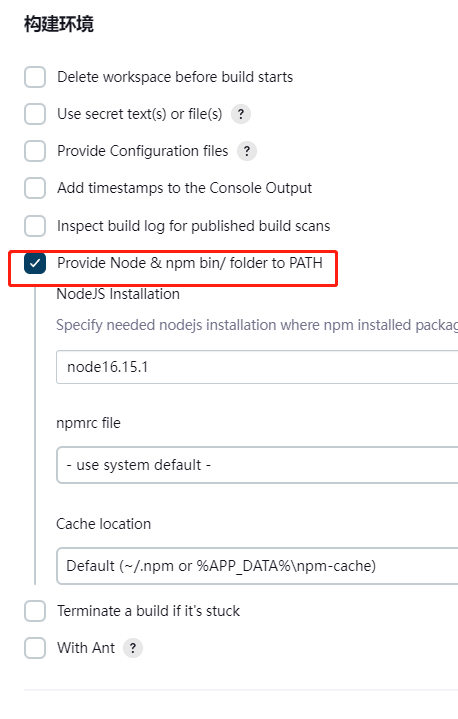 构建环境
Delete workspace before build starts
Use secret text(s) or file(s) ?
Provide Configuration files ?
Add timestamps to the Console Output
Inspect build log for published build scans
Provide Node & npm bin/ folder to PATH
NodeJS Installation
Specify needed nodejs installation where npm installed packag
node16.15.1
npmrc file
- use system default -
Cache location
Default (~/.npm or %APP_DATA%\npm-cache)
Terminate a build if it's stuck
With Ant ?